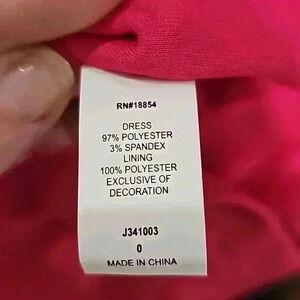 RN#18854
DRESS
97% POLYESTER
3% SPANDEX
LINING
100% POLYESTER
EXCLUSIVE OF
DECORATION
J341003
0
MADE IN CHINA